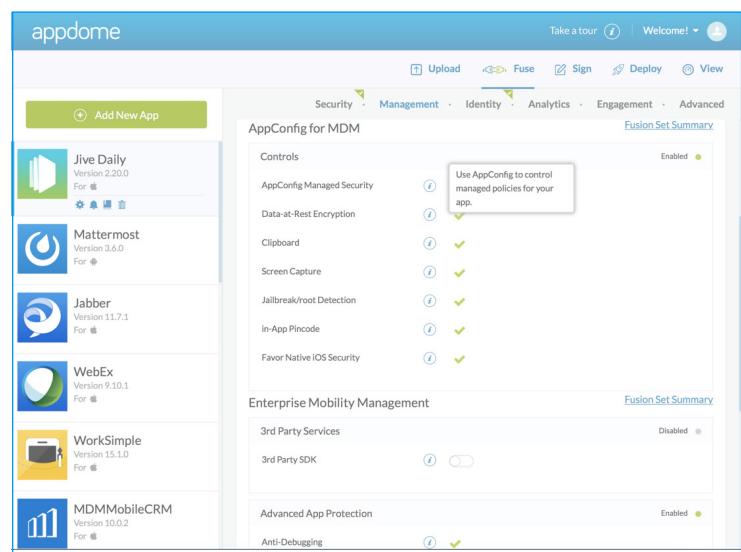 appdome
Take a tour i Welcome!
Upload Fuse Sign Deploy View
Add New App
Security · Management · Identity · Analytics · Engagement · Advanced
Jive Daily
Version 2.20.0
For
Mattermost
Version 3.6.0
For
Jabber
Version 11.7.1
For
WebEx
Version 9.10.1
For
WorkSimple
Version 15.1.0
For
MDMMobileCRM
Version 10.0.2
For
AppConfig for MDM
Fusion Set Summary
Controls
Enabled
AppConfig Managed Security i
Use AppConfig to control
managed policies for your
app.
Data-at-Rest Encryption i
Clipboard i
Screen Capture i
Jailbreak/root Detection i
in-App Pincode i
Favor Native iOS Security i
Enterprise Mobility Management
Fusion Set Summary
3rd Party Services
Disabled
3rd Party SDK i
Advanced App Protection
Enabled
Anti-Debugging i